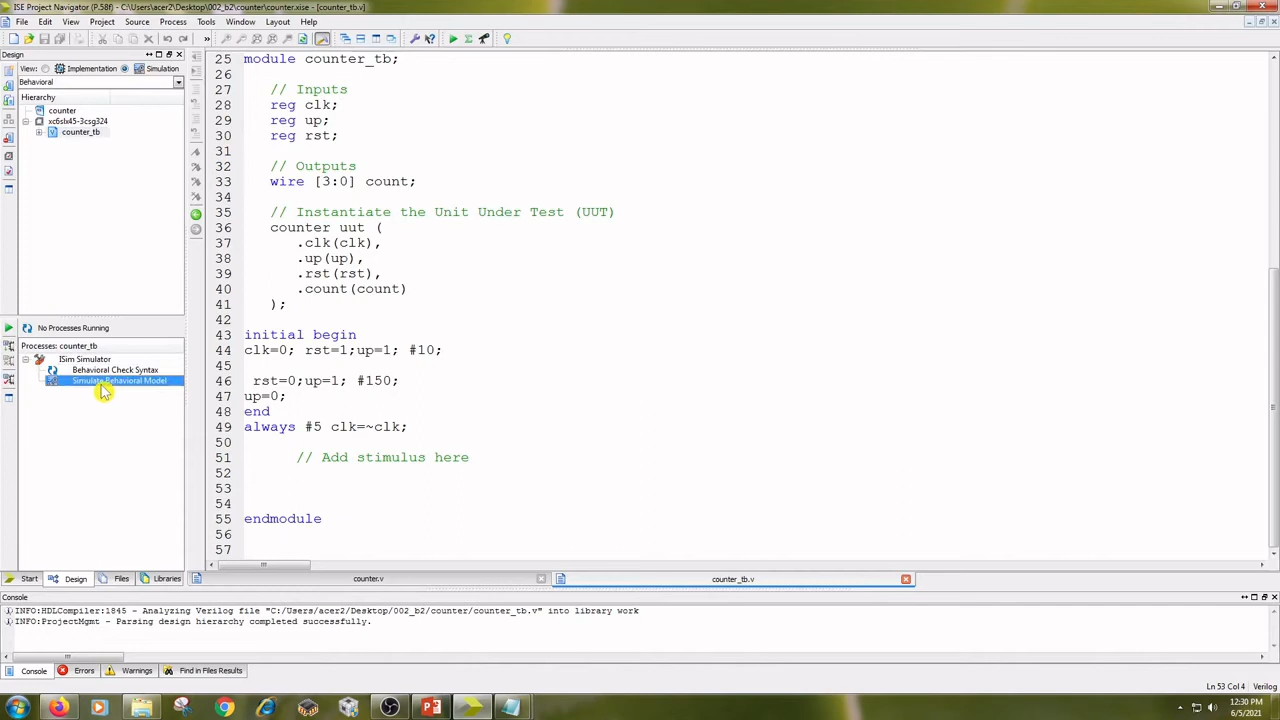 ISE Project Navigator (P.58f) - C:\Users\acer2\Desktop\002_b2\counter\counter.xise - [counter_tb.v]
File Edit View Project Source Process Tools Window Layout Help
Design
View: Implementation Simulation
Behavioral
Hierarchy
counter
xc6slx45-3csg324
counter_tb
No Processes Running
Processes: counter_tb
ISim Simulator
Behavioral Check Syntax
Simulate Behavioral Model
Start Design Files Libraries
25 module counter_tb;
26
27 // Inputs
28 reg clk;
29 reg up;
30 reg rst;
31
32 // Outputs
33 wire [3:0] count;
34
35 // Instantiate the Unit Under Test (UUT)
36 counter uut (
37 .clk(clk),
38 .up(up),
39 .rst(rst),
40 .count(count)
41 );
42
43 initial begin
44 clk=0; rst=1;up=1; #10;
45
46 rst=0;up=1; #150;
47 up=0;
48 end
49 always #5 clk=~clk;
50
51 // Add stimulus here
52
53
54
55 endmodule
56
57
counter.v counter_tb.v
Console
INFO:HDLCompiler:1845 - Analyzing Verilog file "C:/Users/acer2/Desktop/002_b2/counter/counter_tb.v" into library work
INFO:ProjectMgmt - Parsing design hierarchy completed successfully.
Console Errors Warnings Find in Files Results
Ln 53 Col 4 Verilog
12:30 PM
6/5/2021